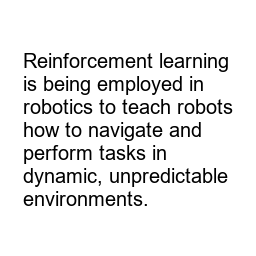 Reinforcement learning
is being employed in
robotics to teach robots
how to navigate and
perform tasks in
dynamic, unpredictable
environments.